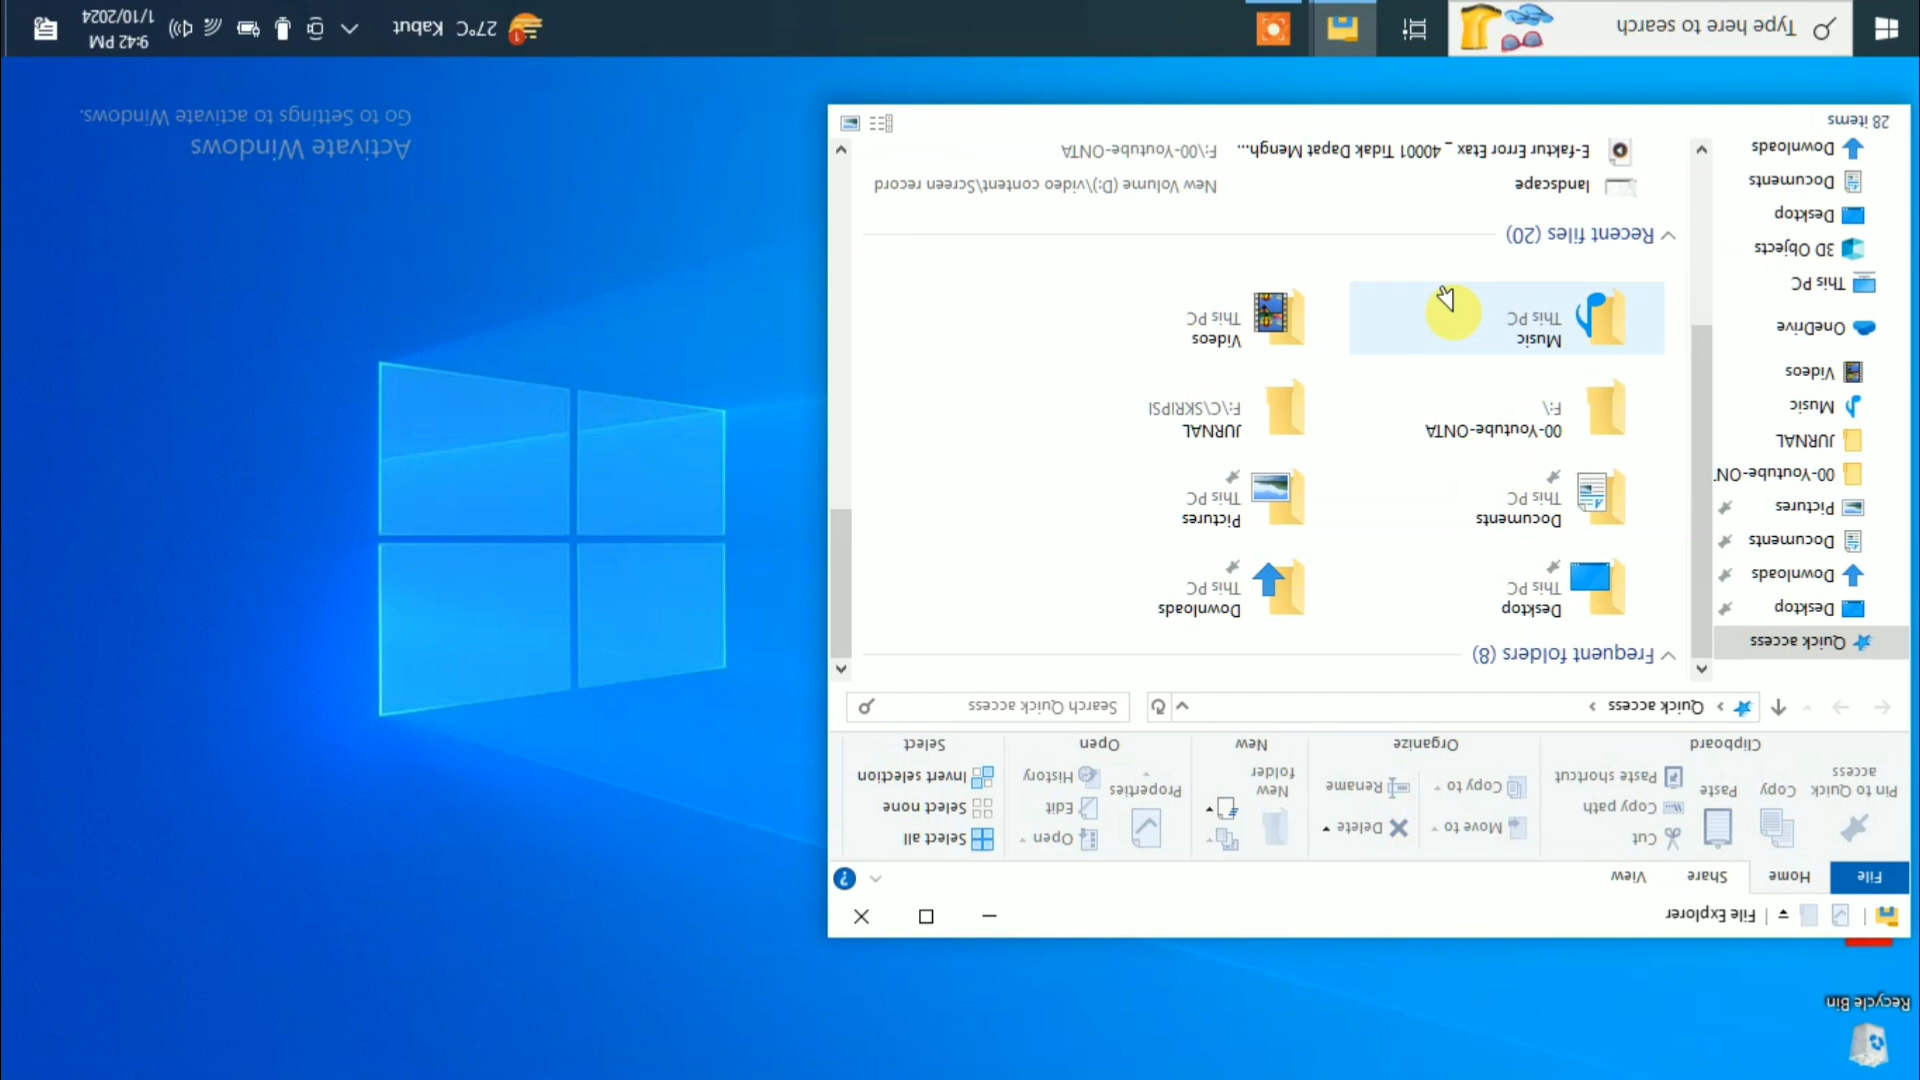 Recycle Bin
File Explorer
File
Home
Share
View
Pin to Quick access
Copy
Paste
Cut
Copy path
Paste shortcut
Clipboard
Move to
Copy to
Delete
Rename
Organize
New folder
New
Properties
Open
Edit
History
Open
Select all
Select none
Invert selection
Select
Quick access
Search Quick access
Quick access
Desktop
Downloads
Documents
Pictures
00-Youtube-ON
JURNAL
Music
Videos
OneDrive
This PC
3D Objects
Desktop
Documents
Downloads
Frequent folders (8)
Desktop
This PC
Downloads
This PC
Documents
This PC
Pictures
This PC
00-Youtube-ONTA
F:\
JURNAL
F:\C\SKRIPSI
Music
This PC
Videos
This PC
Recent files (20)
landscape
New Volume (D:)\video content\Screen record
E-faktur Error Etax _ 40001 Tidak Dapat Mengh...
F:\00-Youtube-ONTA
28 items
Activate Windows
Go to Settings to activate Windows.
Type here to search
1
27°C Kabut
9:42 PM
1/10/2024